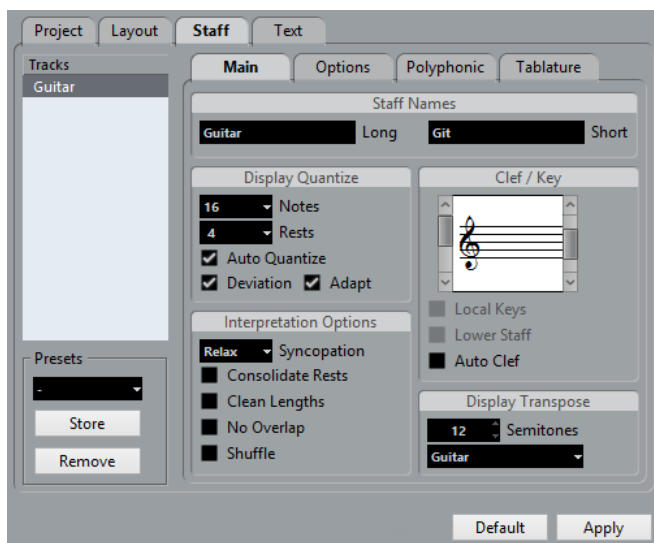 Project Layout Staff Text
Tracks
Guitar
Main Options Polyphonic Tablature
Staff Names
Guitar Long Git Short
Display Quantize
16 Notes
4 Rests
Auto Quantize
Deviation Adapt
Clef / Key
Local Keys
Lower Staff
Auto Clef
Interpretation Options
Relax Syncopation
Consolidate Rests
Clean Lengths
No Overlap
Shuffle
Display Transpose
12 Semitones
Guitar
Presets
-
Store
Remove
Default Apply